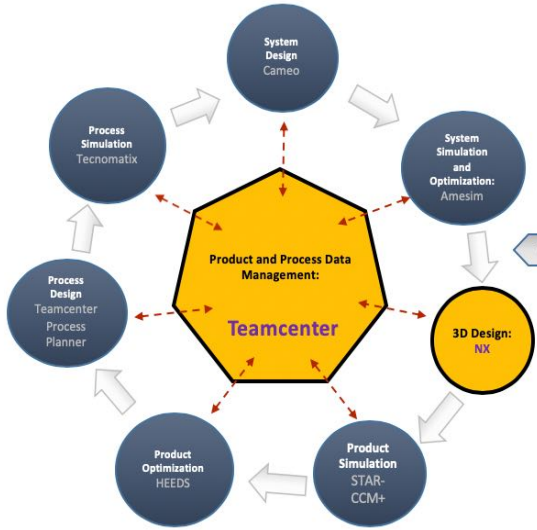 System
Design
Cameo
System
Simulation
and
Optimization:
Amesim
3D Design:
NX
Product
Simulation
STAR-
CCM+
Product
Optimization
HEEDS
Process
Design
Teamcenter
Process
Planner
Process
Simulation
Tecnomatix
Product and Process Data
Management:
Teamcenter